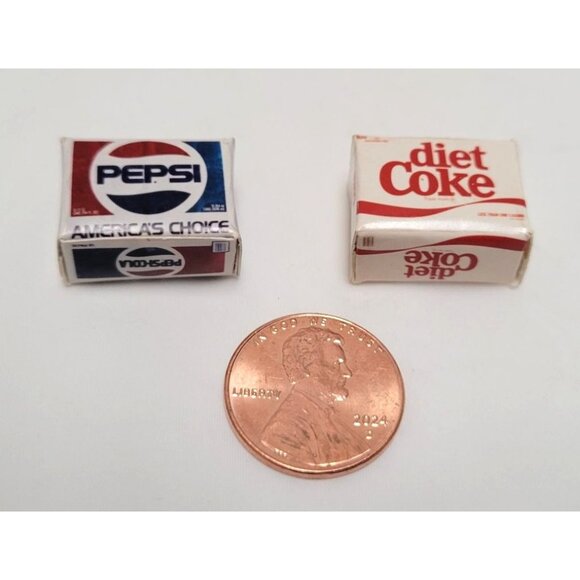 PEPSI
AMERICA'S CHOICE
PEPSI-COLA
diet
Coke
diet
Coke
IN GOD WE TRUST
LIBERTY
2024
D